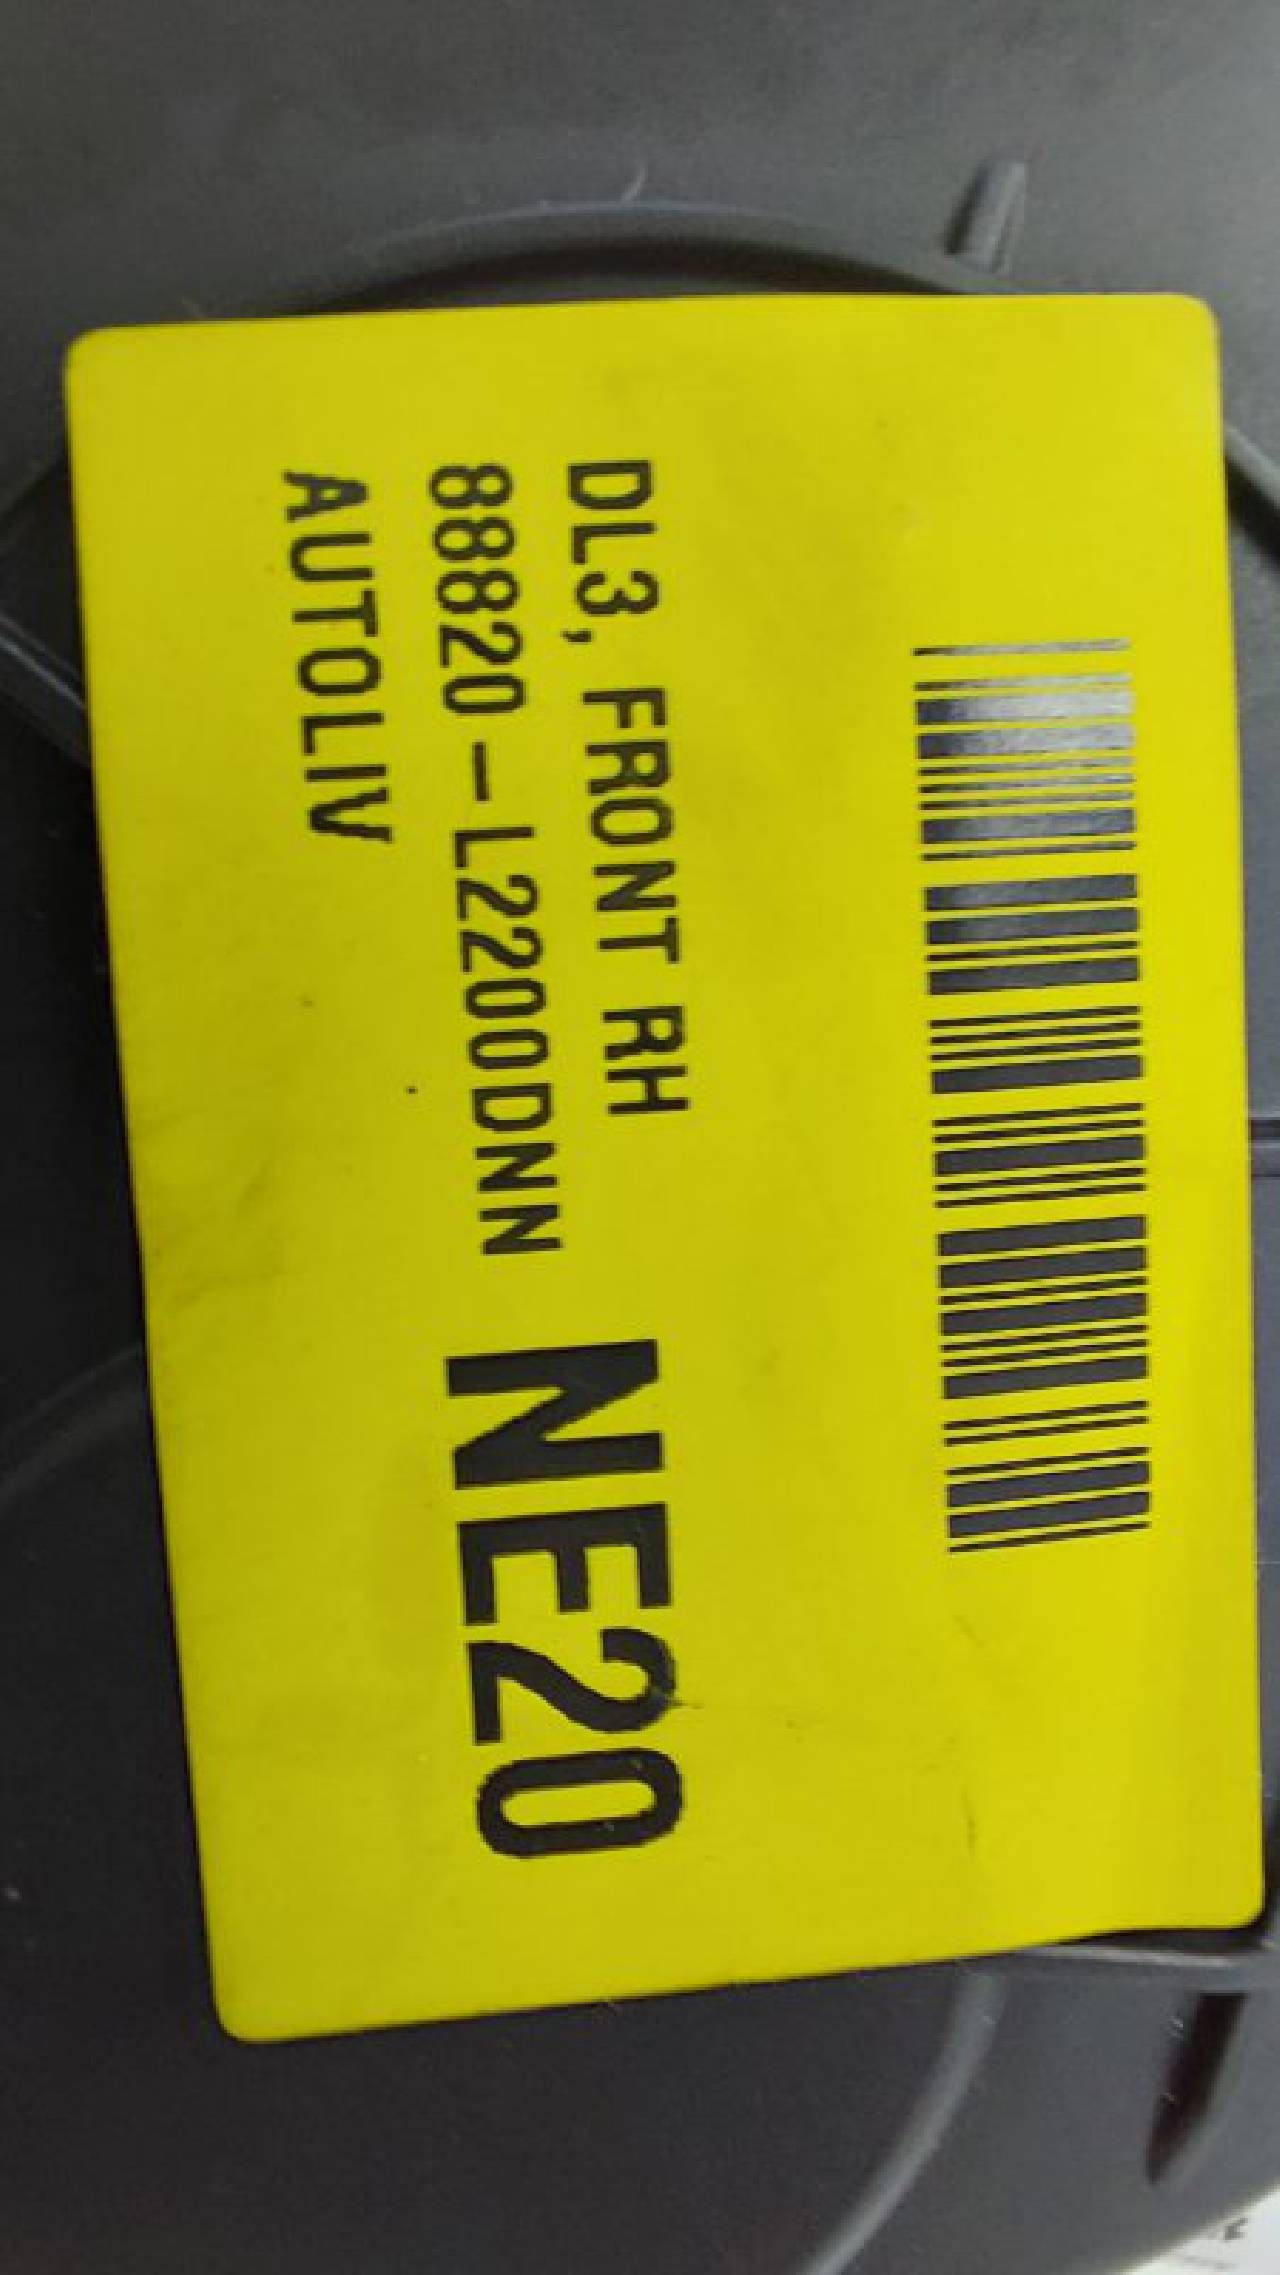 DL3, FRONT RH
88820-L2200DNN
AUTOLIV
NE20